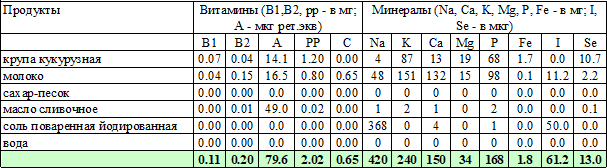 Продукты Витамины (B1,B2, pp - в мг; Минералы (Na, Ca, K, Mg, P, Fe - в мг; I,
A - мкг рет.экв) Se - в мкг)
B1 B2 A PP C Na K Ca Mg P Fe I Se
крупа кукурузная 0.07 0.04 14.1 1.20 0.00 4 87 13 19 68 1.7 0.0 10.7
молоко 0.04 0.15 16.5 0.80 0.65 48 151 132 15 98 0.1 11.2 2.2
сахар-песок 0.00 0.00 0.0 0.00 0.00 0 0 0 0 0 0.0 0.0 0.0
масло сливочное 0.00 0.01 49.0 0.02 0.00 1 2 1 0 2 0.0 0.0 0.1
соль поваренная йодированная 0.00 0.00 0.0 0.00 0.00 368 0 4 0 1 0.0 50.0 0.0
вода 0.00 0.00 0.0 0.00 0.00 0 0 0 0 0 0.0 0.0 0.0
0.11 0.20 79.6 2.02 0.65 420 240 150 34 168 1.8 61.2 13.0